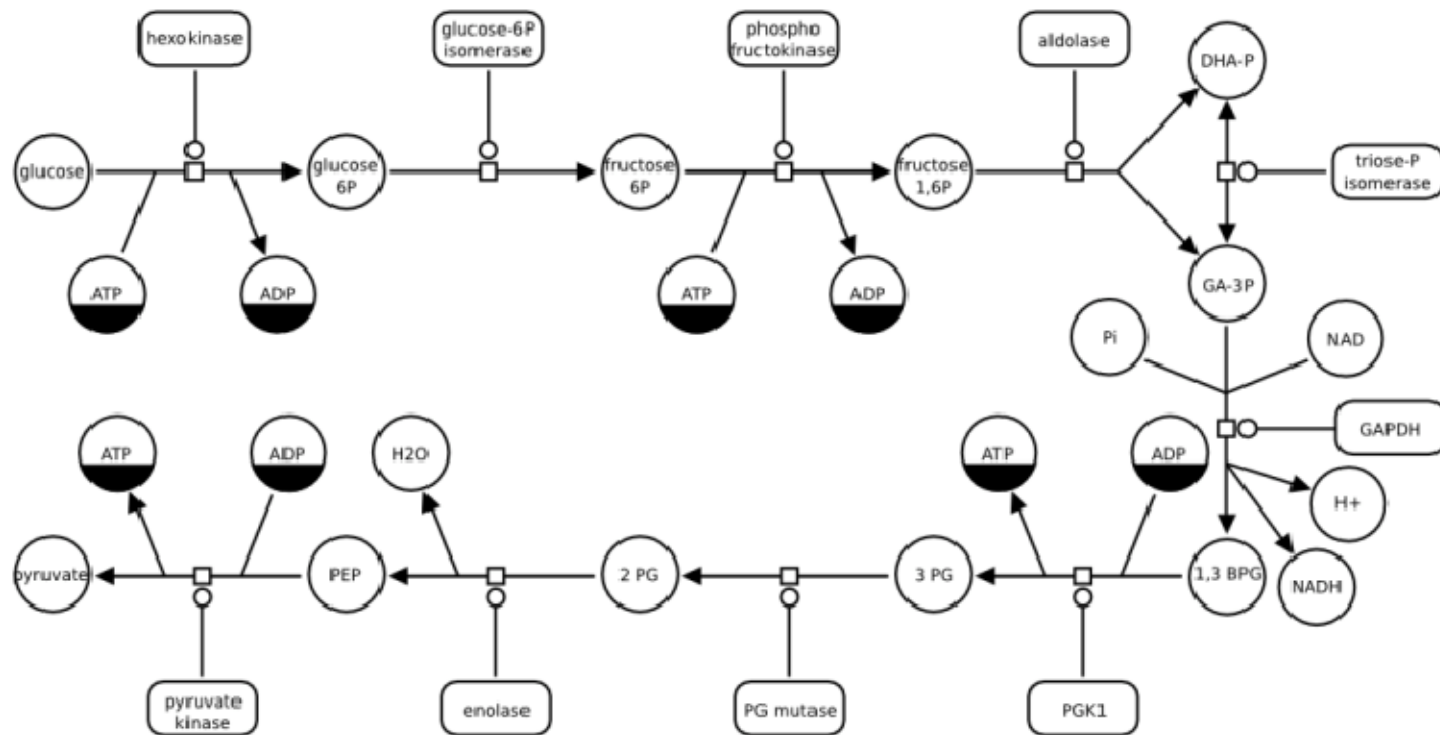 hexokinase
glucose-6P
isomerase
phospho
fructokinase
aldolase
DHA-P
glucose
glucose
6P
fructose
6P
fructose
1,6P
triose-P
isomerase
ATP
ADP
ATP
ADP
GA-3P
Pi
NAD
GAPDH
ATP
ADP
H2O
ATP
ADP
H+
pyruvate
PEP
2 PG
3 PG
1,3 BPG
NADH
pyruvate
kinase
enolase
PG mutase
PGK1